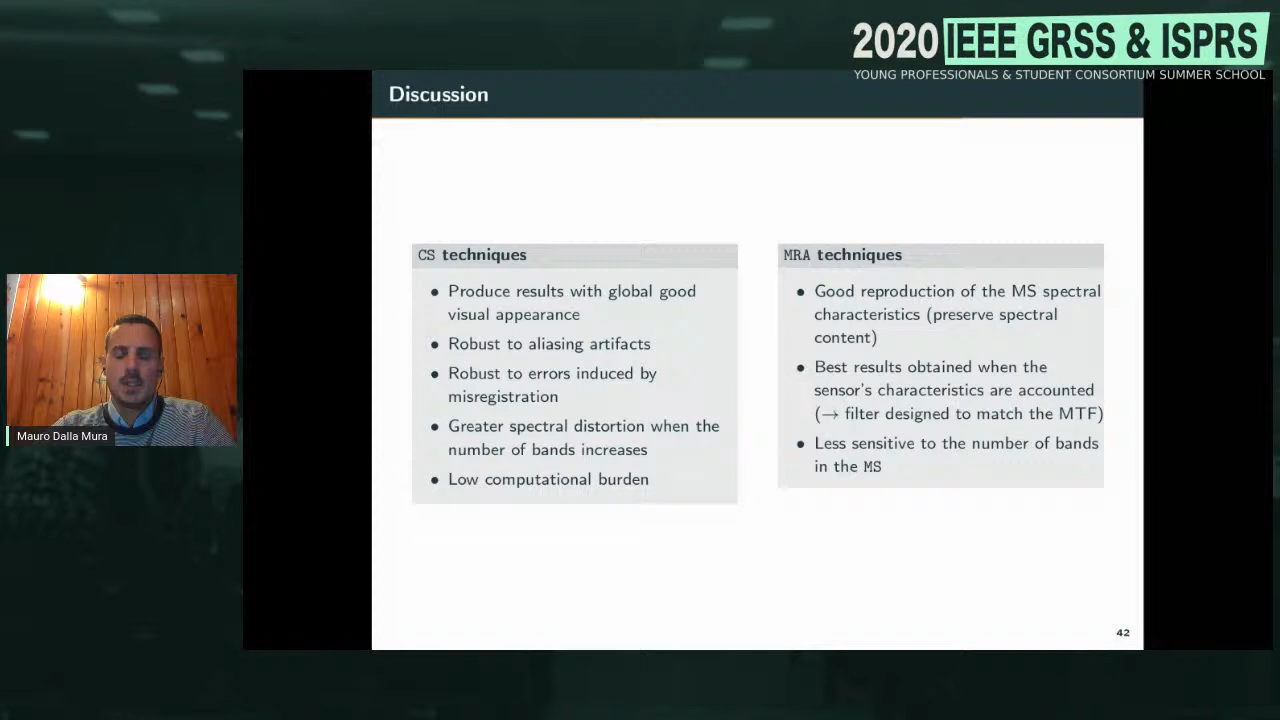 2020 IEEE GRSS & ISPRS
YOUNG PROFESSIONALS & STUDENT CONSORTIUM SUMMER SCHOOL
Discussion
CS techniques
• Produce results with global good
visual appearance
• Robust to aliasing artifacts
• Robust to errors induced by
misregistration
• Greater spectral distortion when the
number of bands increases
• Low computational burden
MRA techniques
• Good reproduction of the MS spectral
characteristics (preserve spectral
content)
• Best results obtained when the
sensor's characteristics are accounted
(→ filter designed to match the MTF)
• Less sensitive to the number of bands
in the MS
Mauro Dalla Mura
42